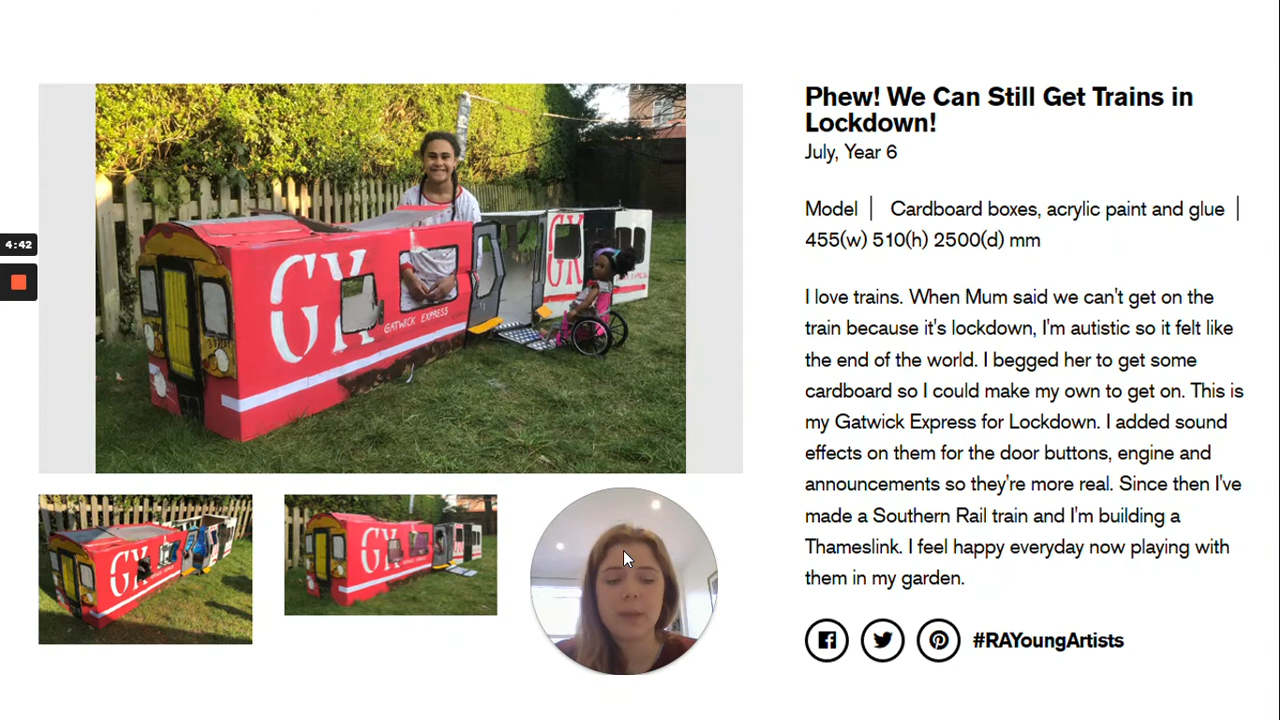 4:42
GX
GATWICK EXPRESS
GX
Phew! We Can Still Get Trains in
Lockdown!
July, Year 6
Model | Cardboard boxes, acrylic paint and glue |
455(w) 510(h) 2500(d) mm
I love trains. When Mum said we can't get on the
train because it's lockdown, I'm autistic so it felt like
the end of the world. I begged her to get some
cardboard so I could make my own to get on. This is
my Gatwick Express for Lockdown. I added sound
effects on them for the door buttons, engine and
announcements so they're more real. Since then I've
made a Southern Rail train and I'm building a
Thameslink. I feel happy everyday now playing with
them in my garden.
GX
GX
#RAYoungArtists